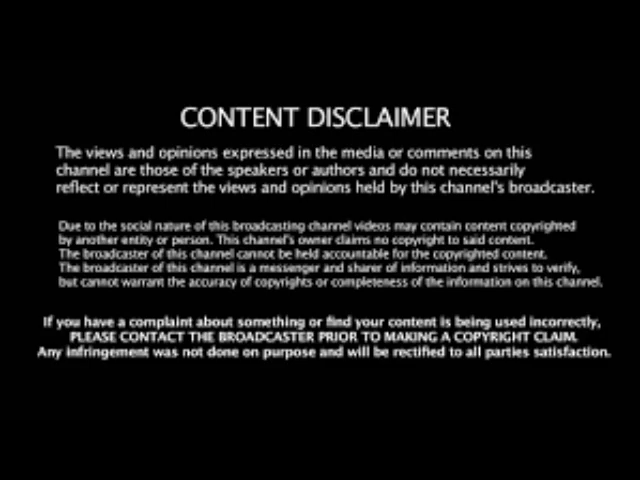 CONTENT DISCLAIMER
The views and opinions expressed in the media or comments on this
channel are those of the speakers or authors and do not necessarily
reflect or represent the views and opinions held by this channel's broadcaster.
Due to the social nature of this broadcasting channel videos may contain content copyrighted
by another entity or person. This channel's owner claims no copyright to said content.
The broadcaster of this channel cannot be held accountable for the copyrighted content.
The broadcaster of this channel is a messenger and sharer of information and strives to verify,
but cannot warrant the accuracy of copyrights or completeness of the information on this channel.
If you have a complaint about something or find your content is being used incorrectly,
PLEASE CONTACT THE BROADCASTER PRIOR TO MAKING A COPYRIGHT CLAIM.
Any infringement was not done on purpose and will be rectified to all parties satisfaction.